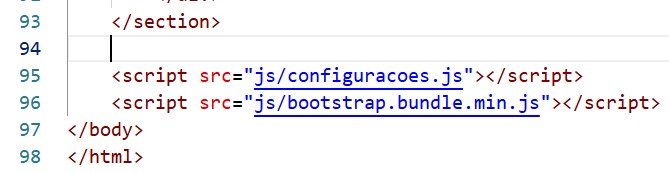 93 </section>
94
95 <script src="js/configuracoes.js"></script>
96 <script src="js/bootstrap.bundle.min.js"></script>
97 </body>
98 </html>